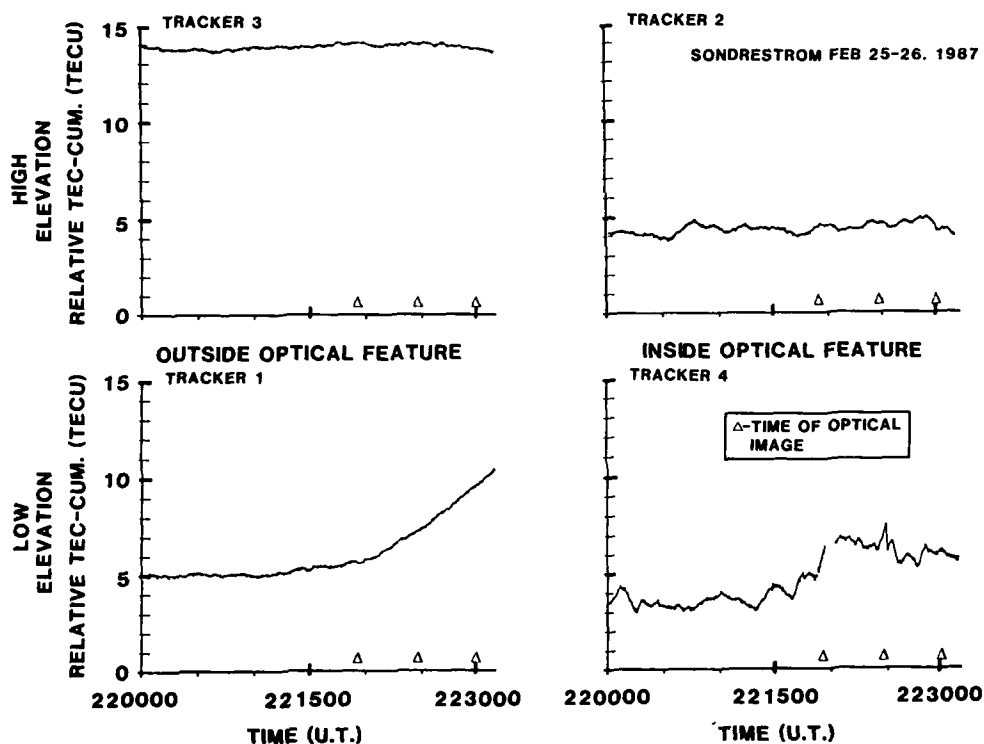 TRACKER 3
TRACKER 2
SONDRESTROM FEB 25-26. 1987
HIGH
ELEVATION
RELATIVE TEC-CUM. (TECU)
15
10
5
0
OUTSIDE OPTICAL FEATURE
INSIDE OPTICAL FEATURE
TRACKER 1
TRACKER 4
Δ-TIME OF OPTICAL
IMAGE
LOW
ELEVATION
RELATIVE TEC-CUM. (TECU)
15
10
5
0
220000 221500 223000
220000 221500 223000
TIME (U.T.)
TIME (U.T.)